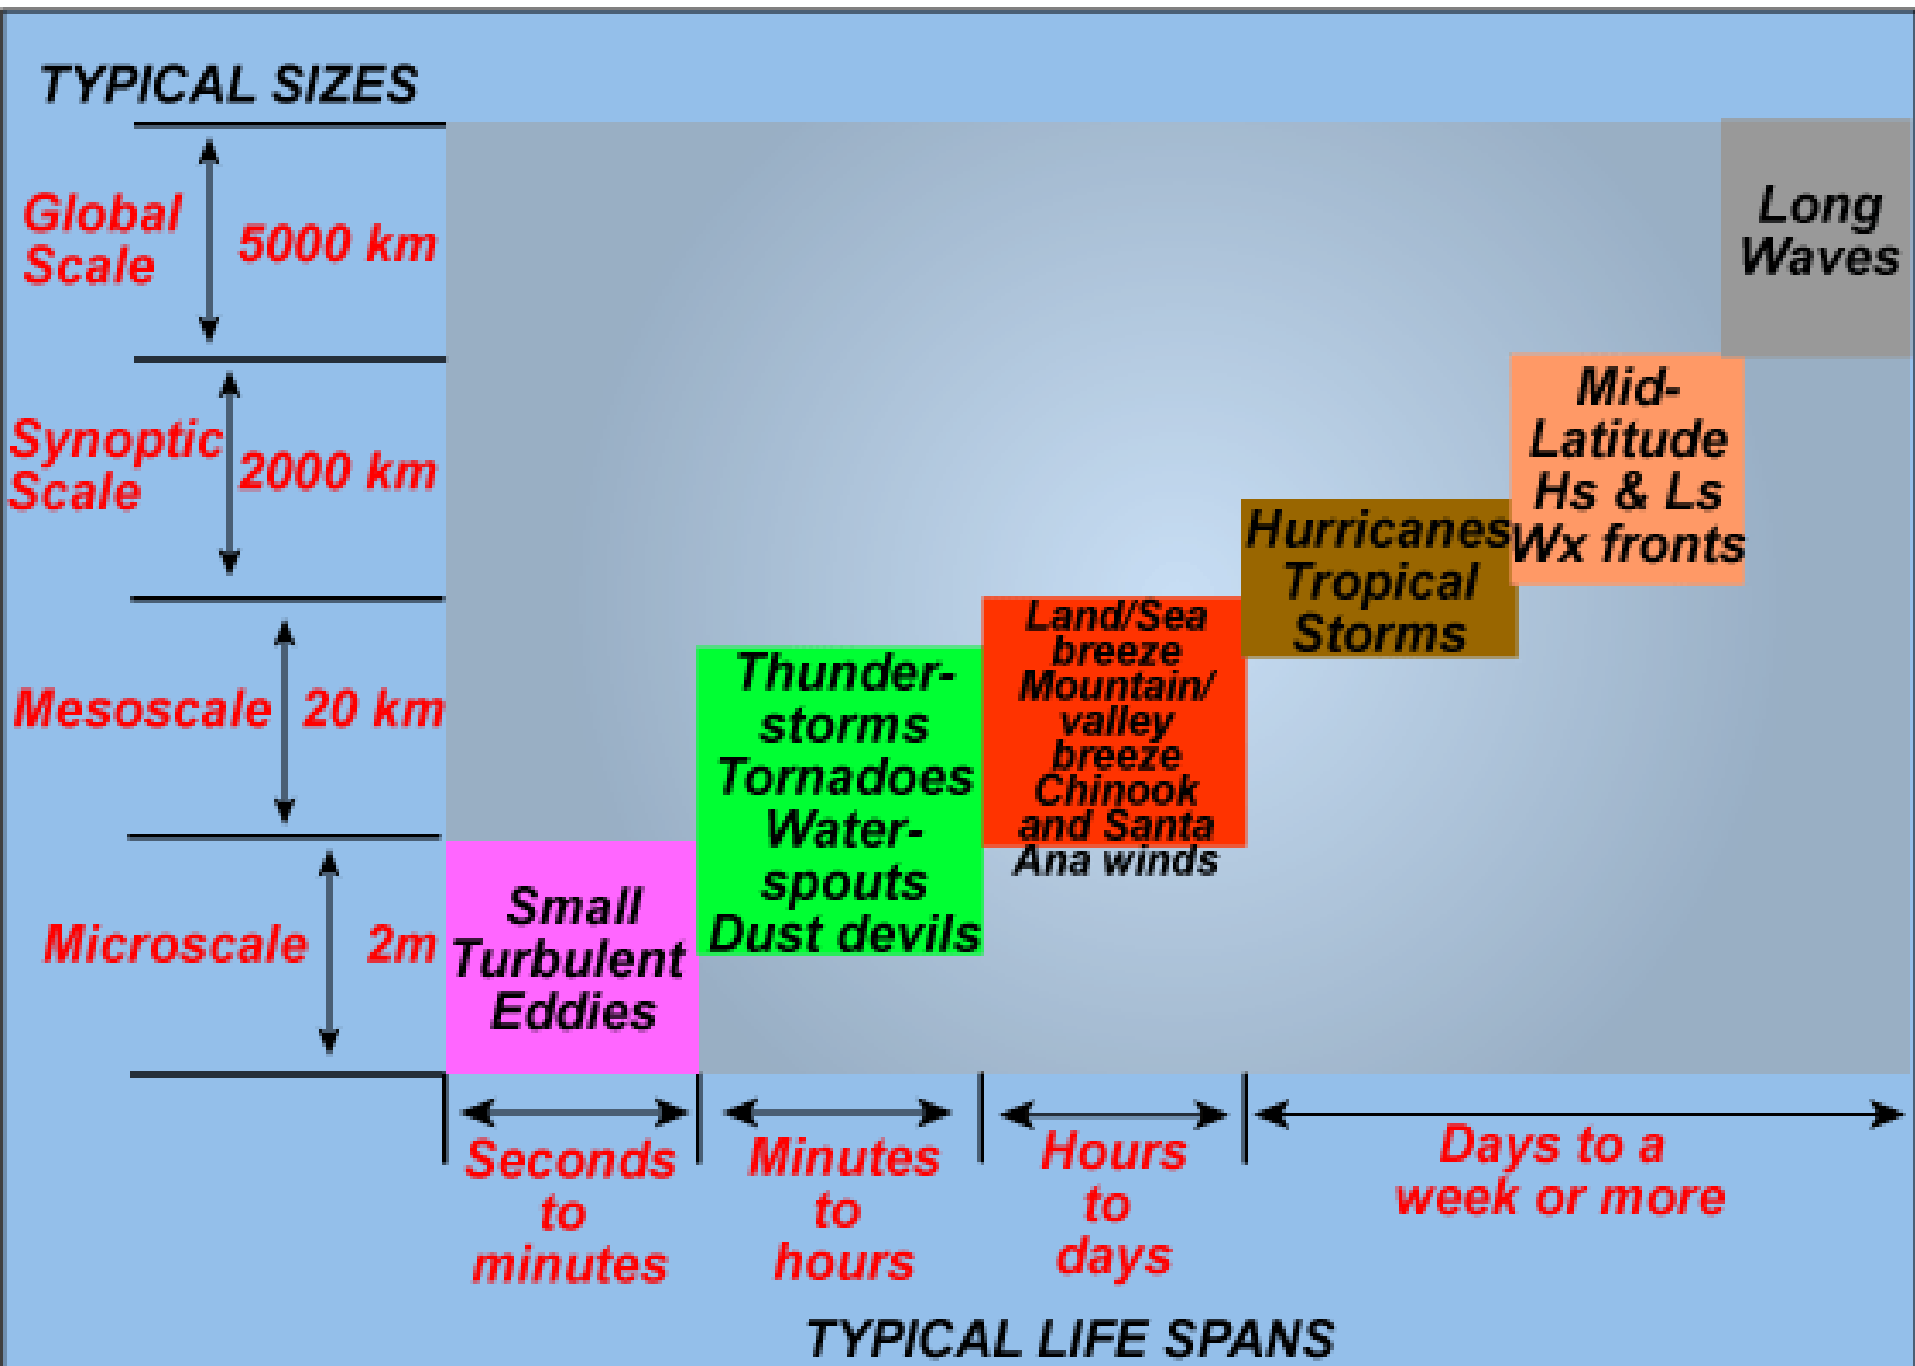 TYPICAL SIZES
Global
Scale
5000 km
Long
Waves
Synoptic
Scale
2000 km
Mid-
Latitude
Hs & Ls
Wx fronts
Hurricanes
Tropical
Storms
Mesoscale
20 km
Land/Sea
breeze
Mountain/
valley
breeze
Chinook
and Santa
Ana winds
Thunder-
storms
Tornadoes
Water-
spouts
Dust devils
Microscale
2m
Small
Turbulent
Eddies
Seconds
to
minutes
Minutes
to
hours
Hours
to
days
Days to a
week or more
TYPICAL LIFE SPANS